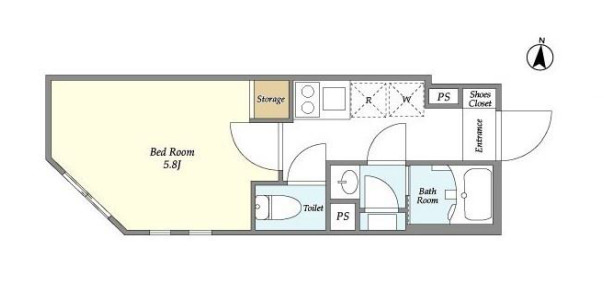 N
PS
Shoes
Closet
Storage
R
W
Entrance
Bed Room
5.8J
Bath
Room
Toilet
PS